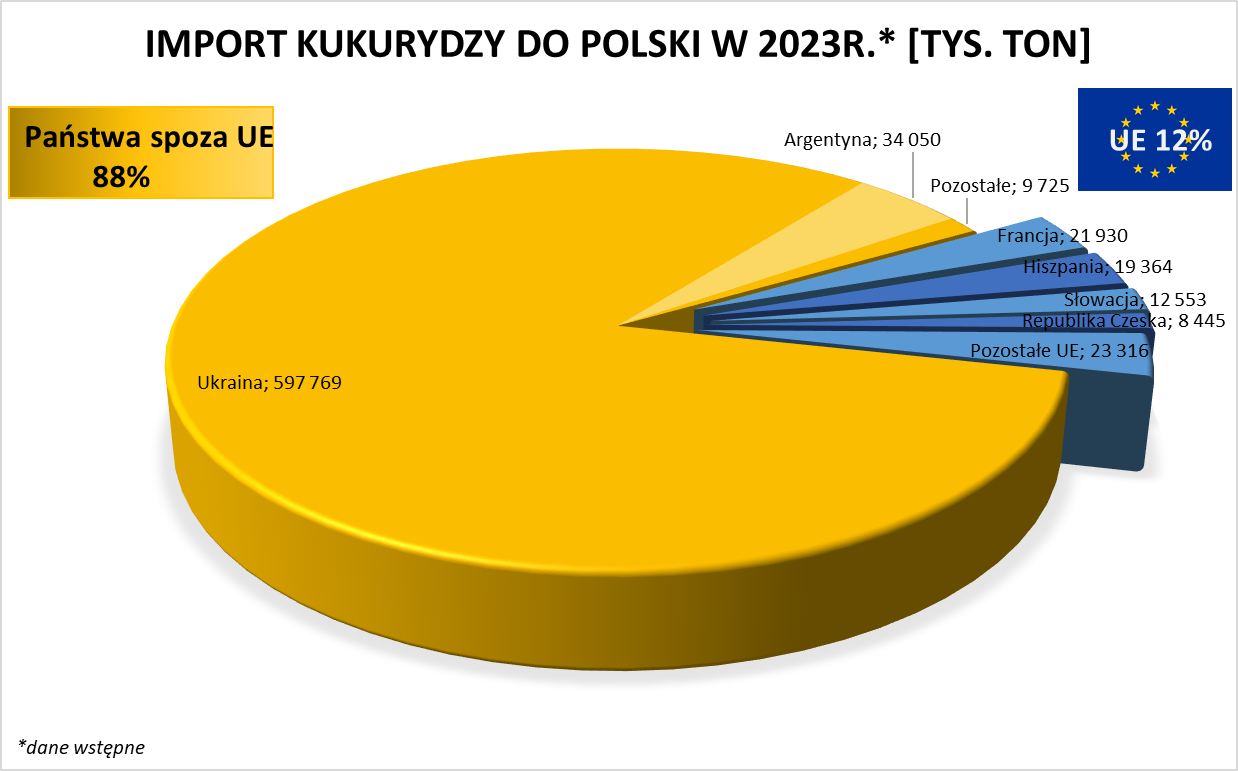 IMPORT KUKURYDZY DO POLSKI W 2023R.* [TYS. TON]
Państwa spoza UE
88%
UE 12%
Argentyna; 34 050
Pozostałe; 9 725
Francja; 21 930
Hiszpania; 19 364
Słowacja; 12 553
Republika Czeska; 8 445
Pozostałe UE; 23 316
Ukraina; 597 769
*dane wstępne